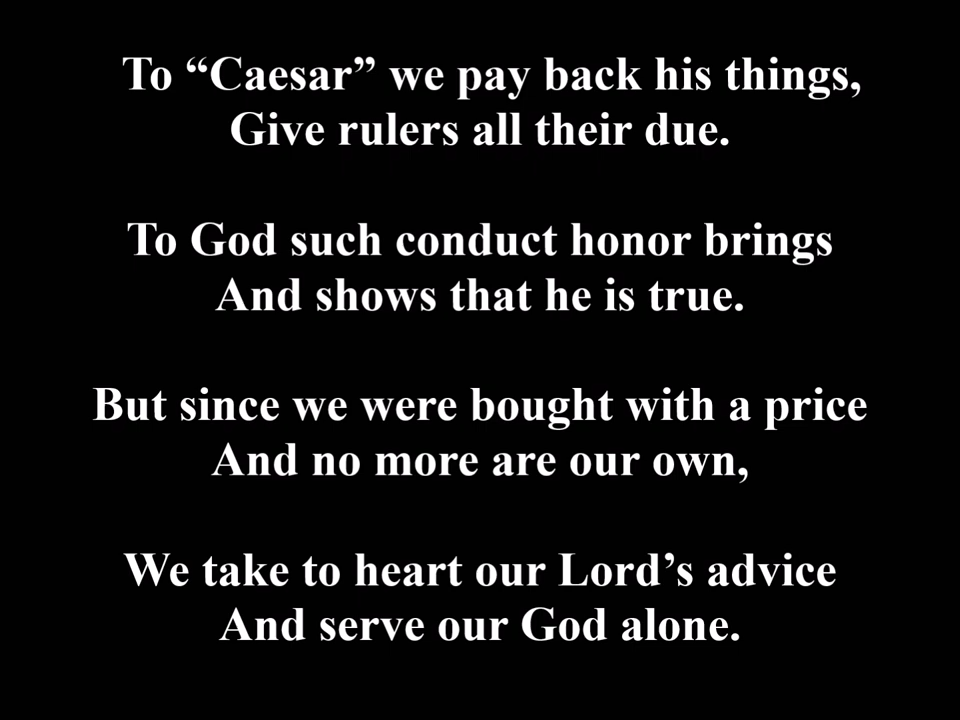 To “Caesar” we pay back his things,
Give rulers all their due.
To God such conduct honor brings
And shows that he is true.
But since we were bought with a price
And no more are our own,
We take to heart our Lord’s advice
And serve our God alone.